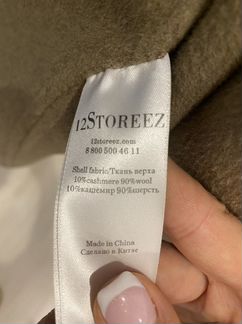 12STOREEZ
12storeez.com
8 800 500 46 11
Shell fabric/Ткань верха
10%cashmere 90%wool
10%кашемир 90%шерсть
Made in China
Сделано в Китае